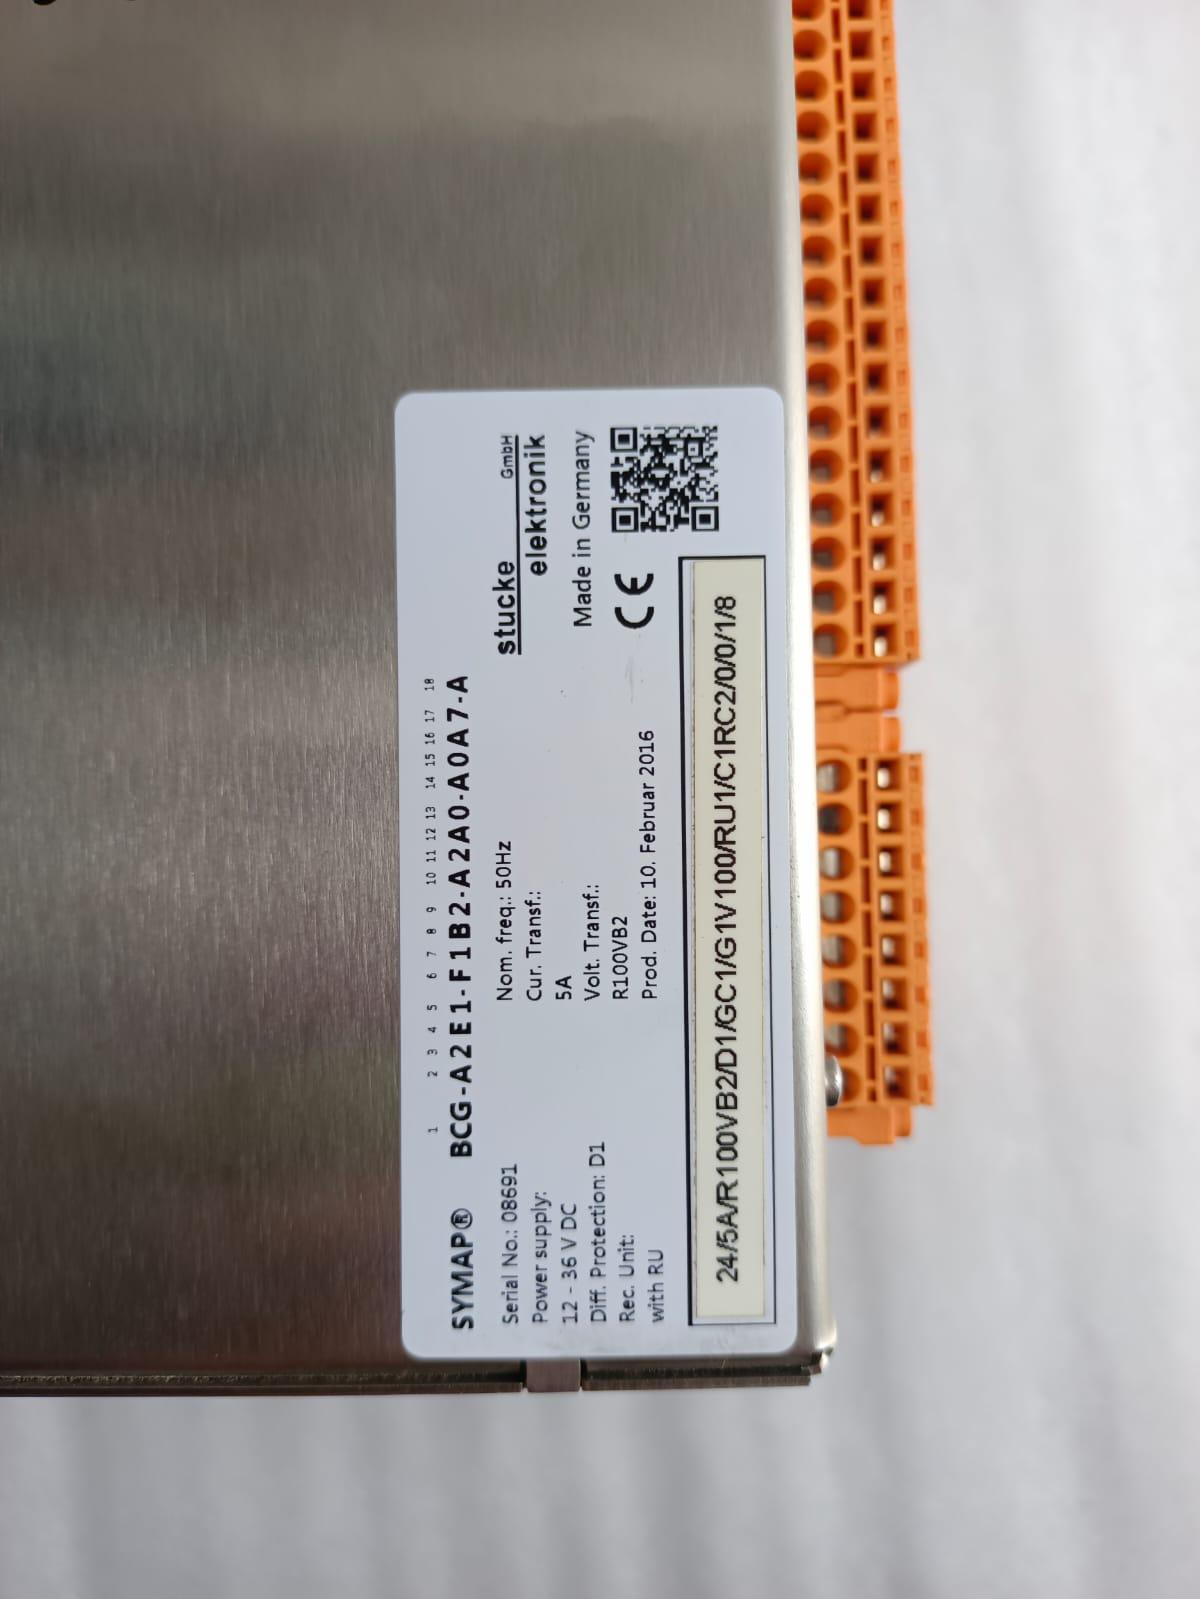 1 2 3 4 5 6 7 8 9 10 11 12 13 14 15 16 17 18
SYMAP® BCG-A2E1-F1B2-A2A0-A0A7-A
Serial No.: 08691
Power supply:
12 - 36 V DC
Diff. Protection: D1
Rec. Unit:
with RU
Nom. freq.: 50Hz
Cur. Transf.:
5A
Volt. Transf.:
R100VB2
Prod. Date: 10. Februar 2016
stucke GmbH
elektronik
Made in Germany
CE
24/5A/R100VB2/D1/GC1/G1V100/RU1/C1RC2/0/0/1/8